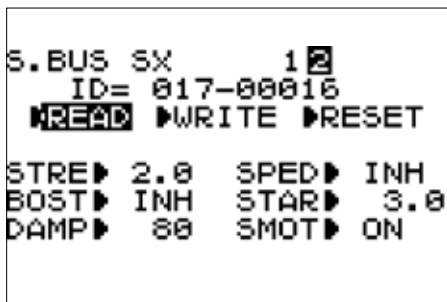 S.BUS SX 1 2
ID= 017-00016
READ WRITE RESET
STRE 2.0 SPED INH
BOST INH STAR 3.0
DAMP 80 SMOT ON